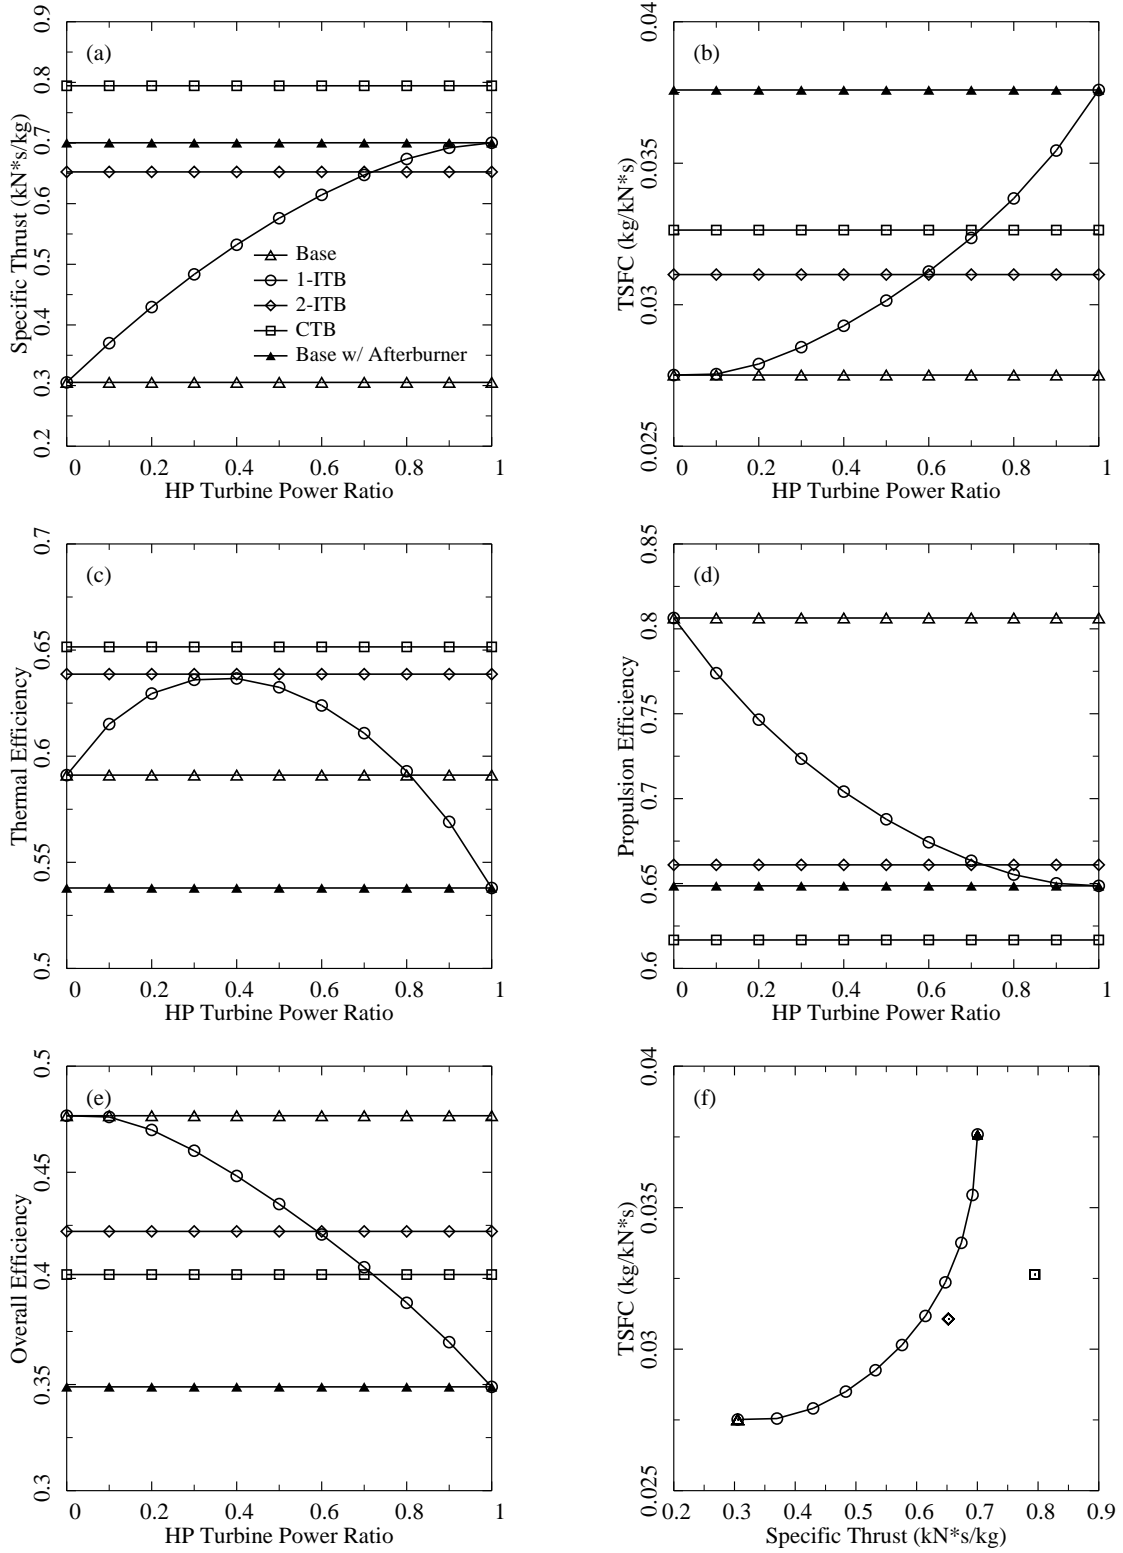 (a)
Specific Thrust (kN*s/kg)
0.9
0.8
0.7
0.6
0.5
0.4
0.3
0.2
Base
1-ITB
2-ITB
CTB
Base w/ Afterburner
0 0.2 0.4 0.6 0.8 1
HP Turbine Power Ratio
(b)
TSFC (kg/kN*s)
0.04
0.035
0.03
0.025
0 0.2 0.4 0.6 0.8 1
HP Turbine Power Ratio
(c)
Thermal Efficiency
0.7
0.65
0.6
0.55
0.5
0 0.2 0.4 0.6 0.8 1
HP Turbine Power Ratio
(d)
Propulsion Efficiency
0.85
0.8
0.75
0.7
0.65
0.6
0 0.2 0.4 0.6 0.8 1
HP Turbine Power Ratio
(e)
Overall Efficiency
0.5
0.45
0.4
0.35
0.3
0 0.2 0.4 0.6 0.8 1
HP Turbine Power Ratio
(f)
TSFC (kg/kN*s)
0.04
0.035
0.03
0.025
0.2 0.3 0.4 0.5 0.6 0.7 0.8 0.9
Specific Thrust (kN*s/kg)